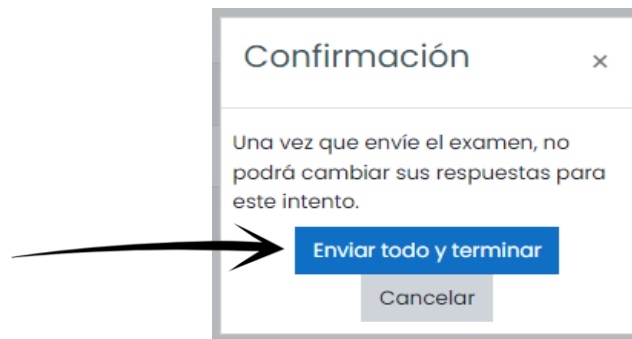 Confirmación ×
Una vez que envíe el examen, no
podrá cambiar sus respuestas para
este intento.
Enviar todo y terminar
Cancelar